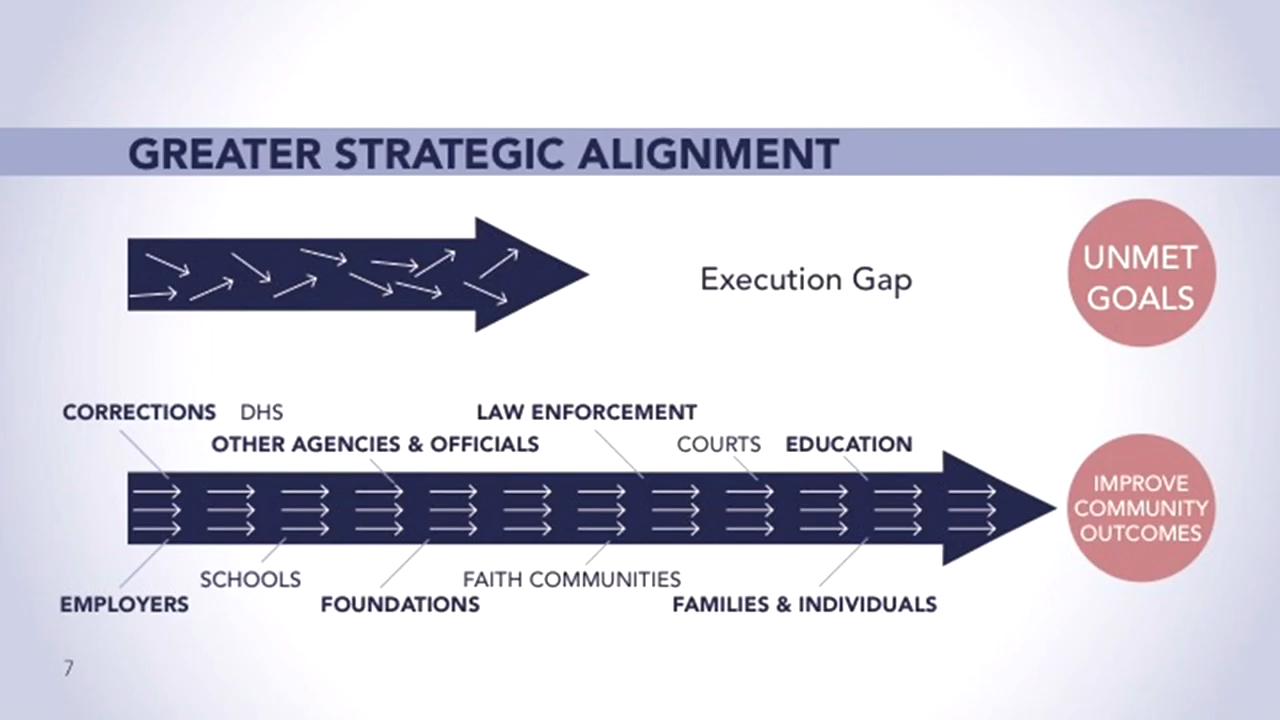 GREATER STRATEGIC ALIGNMENT
Execution Gap
UNMET
GOALS
CORRECTIONS DHS LAW ENFORCEMENT
OTHER AGENCIES & OFFICIALS COURTS EDUCATION
IMPROVE
COMMUNITY
OUTCOMES
SCHOOLS FAITH COMMUNITIES
EMPLOYERS FOUNDATIONS FAMILIES & INDIVIDUALS
7